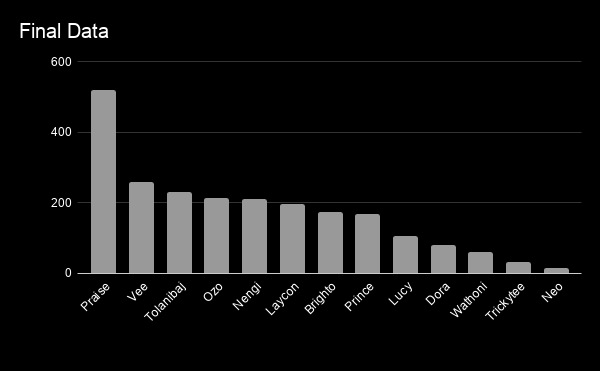 Final Data
600
400
200
0
Praise
Vee
Tolanibaj
Ozo
Nengi
Laycon
Brighto
Prince
Lucy
Dora
Wathoni
Trickytee
Neo